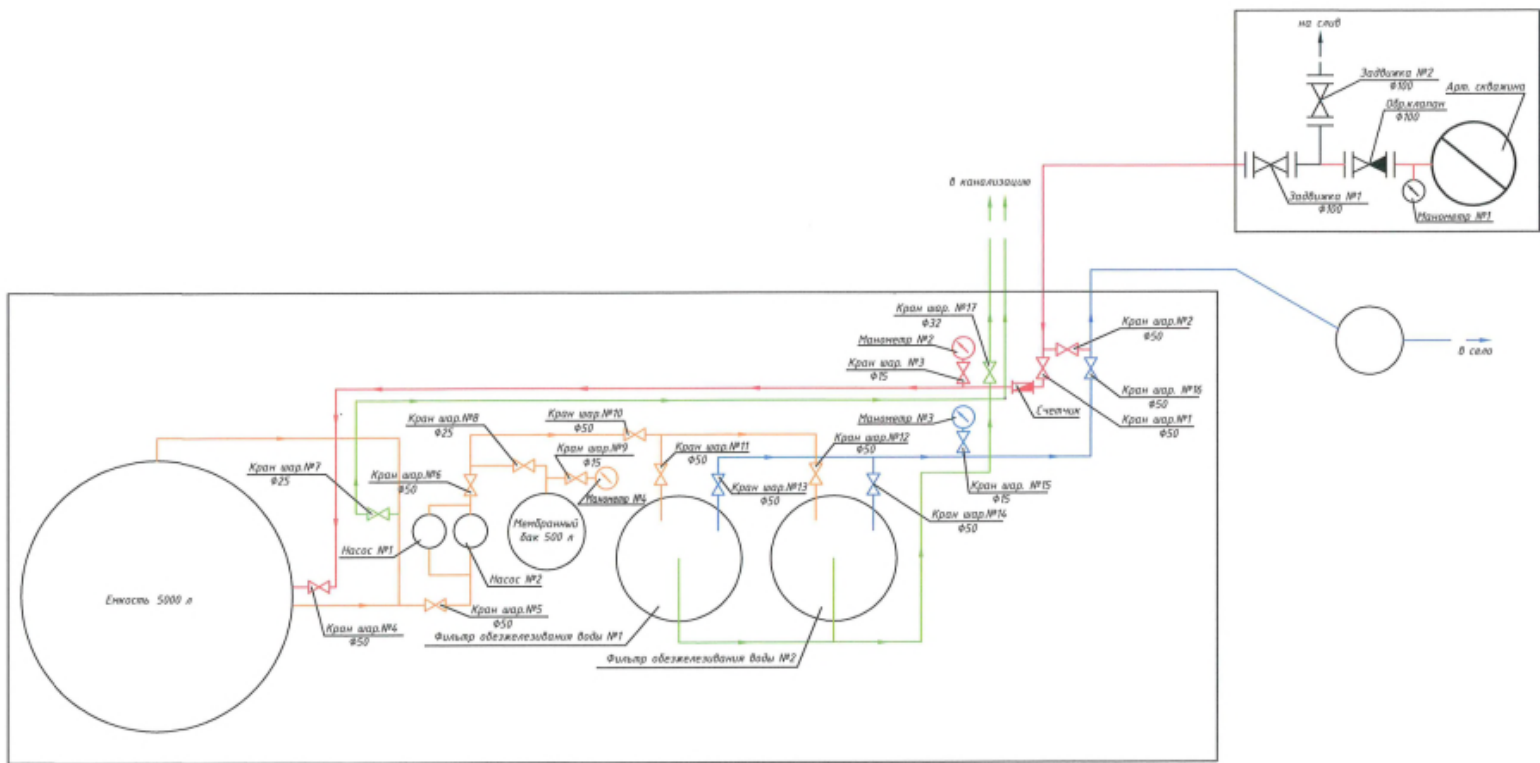 на слив
Задвижка №2
Ф100
Обр.клапан
Ф100
Арт. скважина
Задвижка №1
Ф100
Манометр №1
в канализацию
Кран шар. №17
Ф32
Манометр №2
Кран шар. №3
Ф15
Кран шар.№2
Ф50
Кран шар. №16
Ф50
Счетчик
Кран шар.№1
Ф50
в село
Кран шар.№8
Ф25
Кран шар.№10
Ф50
Манометр №3
Кран шар.№9
Ф15
Кран шар.№11
Ф50
Кран шар.№12
Ф50
Кран шар.№7
Ф25
Кран шар.№6
Ф50
Манометр №4
Кран шар.№13
Ф50
Кран шар. №15
Ф15
Кран шар.№14
Ф50
Мембранный
бак 500 л
Насос №1
Насос №2
Емкость 5000 л
Кран шар.№5
Ф50
Кран шар.№4
Ф50
Фильтр обезжелезивания воды №1
Фильтр обезжелезивания воды №2